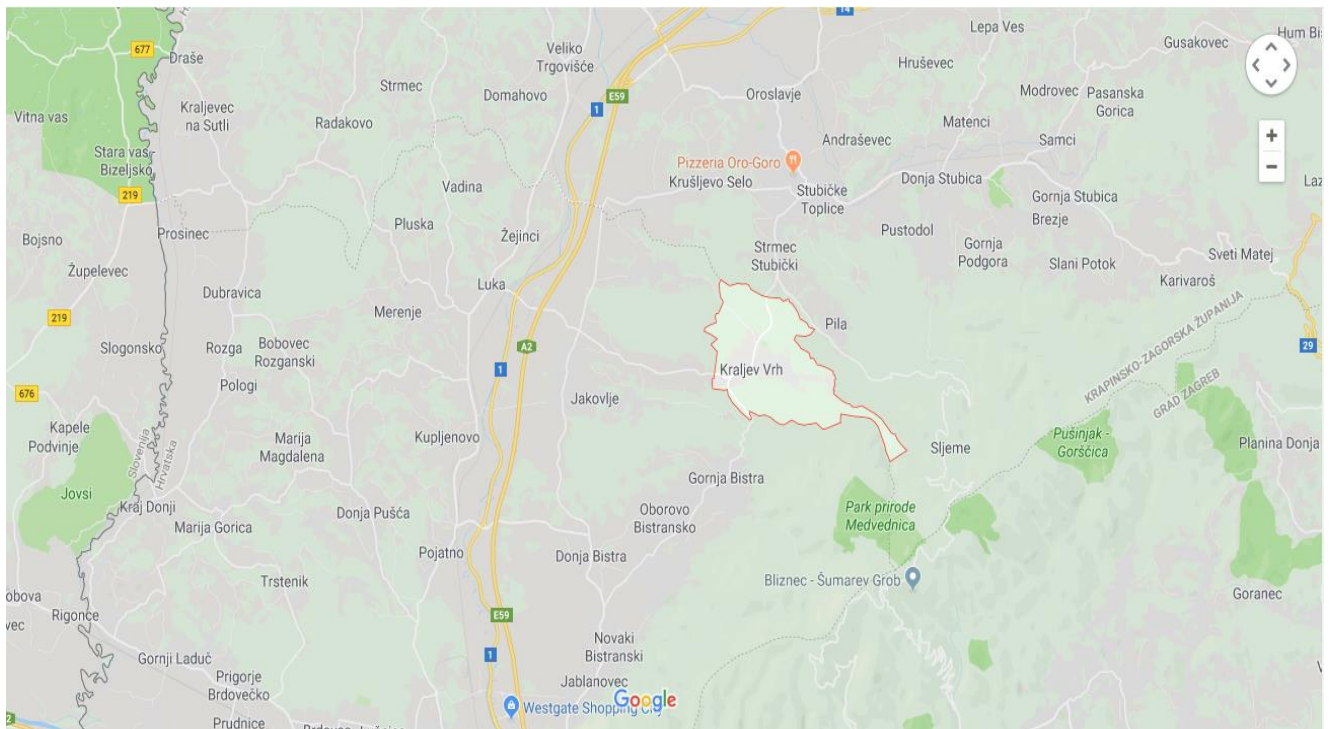 14
Lepa Ves
Hum Bi
Gusakovec
677
Draše
Veliko
Trgovišće
Hruševec
Strmec
Domahovo
E59
Oroslavje
Modrovec
Pasanska
Gorica
1
Kraljevec
na Sutli
Vitna vas
Radakovo
Matenci
Andraševec
Samci
+
−
Stara vas-
Bizeljsko
Pizzeria Oro-Goro
Krušljevo Selo
Donja Stubica
Vadina
Stubičke
Toplice
Gornja Stubica
Laz
219
Pluska
Brezje
Prosinec
Pustodol
Bojsno
Žejinci
Strmec
Stubički
Gornja
Podgora
Sveti Matej
Županevec
Slani Potok
Karivaroš
Luka
Dubravica
Merenje
219
Pila
KRAPINSKO-ZAGORSKA ŽUPANIJA
Slogonsko
Rozga
Bobovec
Rozganski
A2
29
1
Kraljev Vrh
Pologi
GRAD ZAGREB
676
Jakovlje
Kapele
Podvinje
Marija
Magdalena
Kupljenovo
Pušinjak -
Gorščica
Planina Donja
Slovenija
Hrvatska
Sljeme
Gornja Bistra
Jovsi
Kraj Donji
Marija Gorica
Donja Pušća
Oborovo
Bistransko
Park prirode
Medvednica
Pojatno
Donja Bistra
Trstenik
Bliznec - Šumarev Grob
Goranec
obova
vec
Rigonce
E59
Novaki
Bistranski
Gornji Laduč
1
Prigorje
Brdovečko
Jablanovec
Google
Westgate Shopping City
Prudnice
2